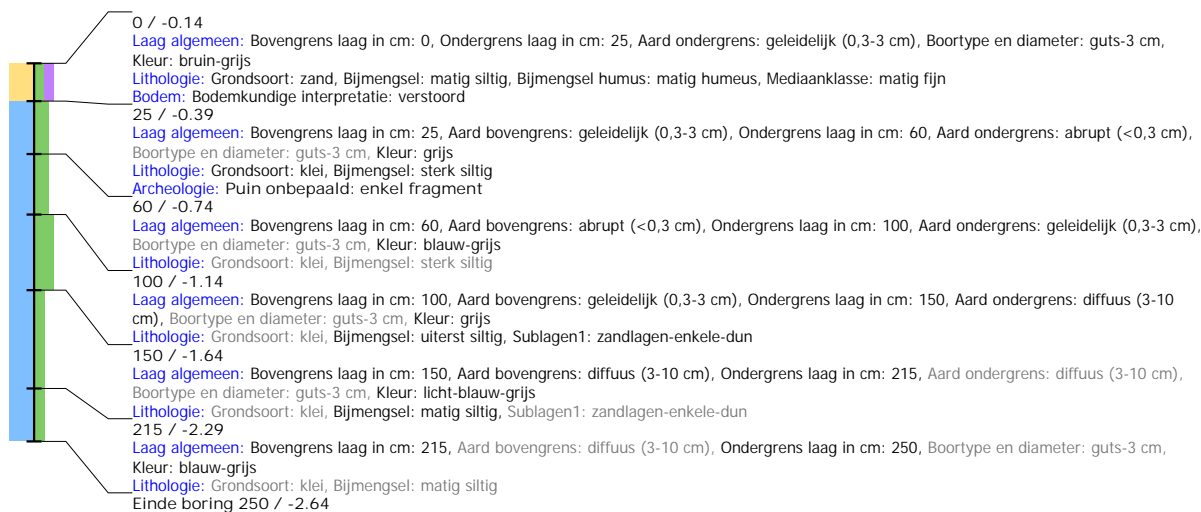 0 / -0.14
Laag algemeen: Bovengrens laag in cm: 0, Ondergrens laag in cm: 25, Aard ondergrens: geleidelijk (0,3-3 cm), Boortype en diameter: guts-3 cm,
Kleur: bruin-grijs
Lithologie: Grondsoort: zand, Bijmengsel: matig siltig, Bijmengsel humus: matig humeus, Mediaanklasse: matig fijn
Bodem: Bodemkundige interpretatie: verstoord
25 / -0.39
Laag algemeen: Bovengrens laag in cm: 25, Aard bovengrens: geleidelijk (0,3-3 cm), Ondergrens laag in cm: 60, Aard ondergrens: abrupt (<0,3 cm),
Boortype en diameter: guts-3 cm, Kleur: grijs
Lithologie: Grondsoort: klei, Bijmengsel: sterk siltig
Archeologie: Puin onbepaald: enkel fragment
60 / -0.74
Laag algemeen: Bovengrens laag in cm: 60, Aard bovengrens: abrupt (<0,3 cm), Ondergrens laag in cm: 100, Aard ondergrens: geleidelijk (0,3-3 cm),
Boortype en diameter: guts-3 cm, Kleur: blauw-grijs
Lithologie: Grondsoort: klei, Bijmengsel: sterk siltig
100 / -1.14
Laag algemeen: Bovengrens laag in cm: 100, Aard bovengrens: geleidelijk (0,3-3 cm), Ondergrens laag in cm: 150, Aard ondergrens: diffuus (3-10
cm), Boortype en diameter: guts-3 cm, Kleur: grijs
Lithologie: Grondsoort: klei, Bijmengsel: uiterst siltig, Sublagen1: zandlagen-enkele-dun
150 / -1.64
Laag algemeen: Bovengrens laag in cm: 150, Aard bovengrens: diffuus (3-10 cm), Ondergrens laag in cm: 215, Aard ondergrens: diffuus (3-10 cm),
Boortype en diameter: guts-3 cm, Kleur: licht-blauw-grijs
Lithologie: Grondsoort: klei, Bijmengsel: matig siltig, Sublagen1: zandlagen-enkele-dun
215 / -2.29
Laag algemeen: Bovengrens laag in cm: 215, Aard bovengrens: diffuus (3-10 cm), Ondergrens laag in cm: 250, Boortype en diameter: guts-3 cm,
Kleur: blauw-grijs
Lithologie: Grondsoort: klei, Bijmengsel: matig siltig
Einde boring 250 / -2.64